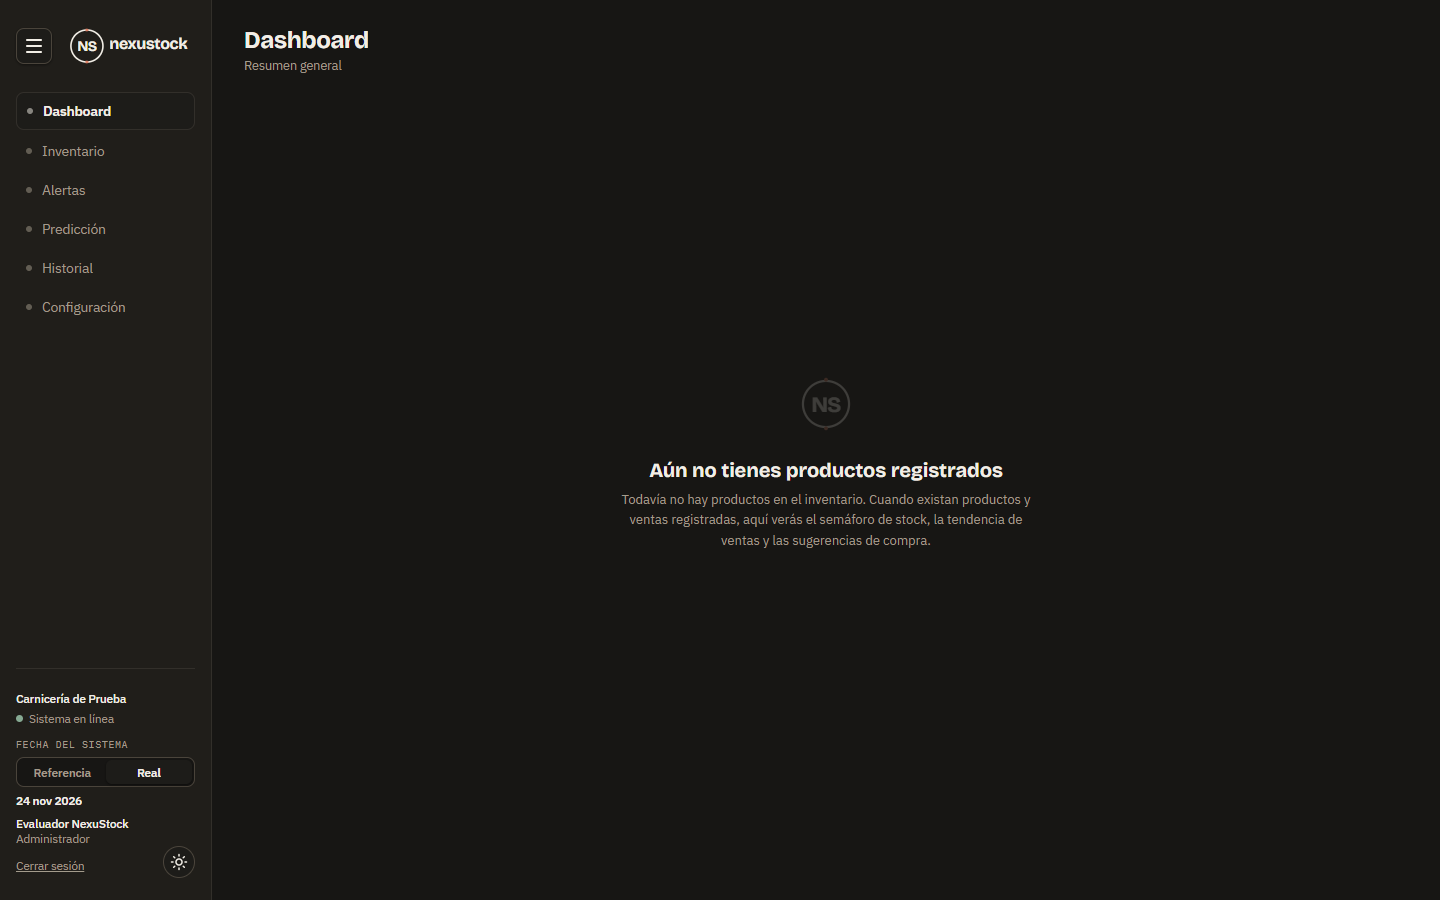 NS nexustock
Dashboard
Inventario
Alertas
Predicción
Historial
Configuración
Carnicería de Prueba
Sistema en línea
FECHA DEL SISTEMA
Referencia Real
24 nov 2026
Evaluador NexuStock
Administrador
Cerrar sesión
Dashboard
Resumen general
NS
Aún no tienes productos registrados
Todavía no hay productos en el inventario. Cuando existan productos y
ventas registradas, aquí verás el semáforo de stock, la tendencia de
ventas y las sugerencias de compra.